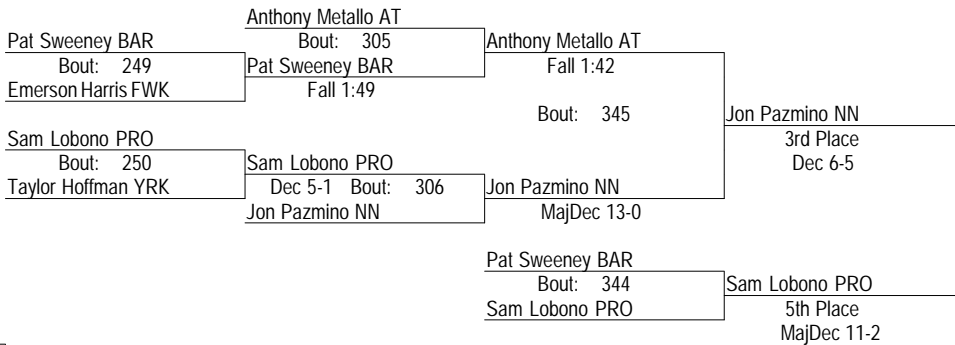 Anthony Metallo AT
Pat Sweeney BAR
Bout: 305
Anthony Metallo AT
Bout: 249
Pat Sweeney BAR
Fall 1:42
Emerson Harris FWK
Fall 1:49
Bout: 345
Jon Pazmino NN
Sam Lobono PRO
3rd Place
Bout: 250
Sam Lobono PRO
Dec 6-5
Taylor Hoffman YRK
Dec 5-1 Bout: 306
Jon Pazmino NN
Jon Pazmino NN
MajDec 13-0
Pat Sweeney BAR
Bout: 344
Sam Lobono PRO
Sam Lobono PRO
5th Place
MajDec 11-2